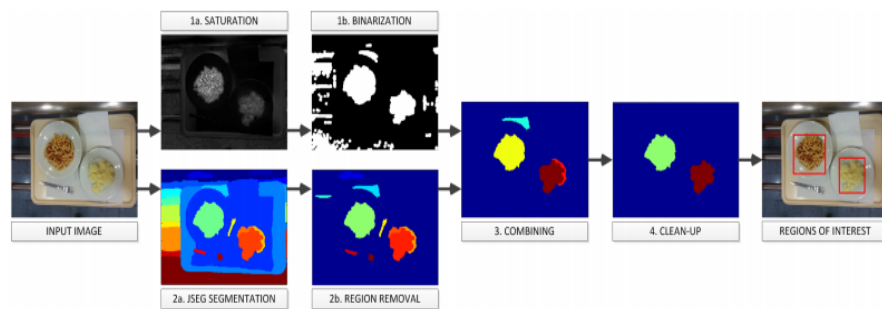 1a. SATURATION
1b. BINARIZATION
INPUT IMAGE
2a. JSEG SEGMENTATION
2b. REGION REMOVAL
3. COMBINING
4. CLEAN-UP
REGIONS OF INTEREST